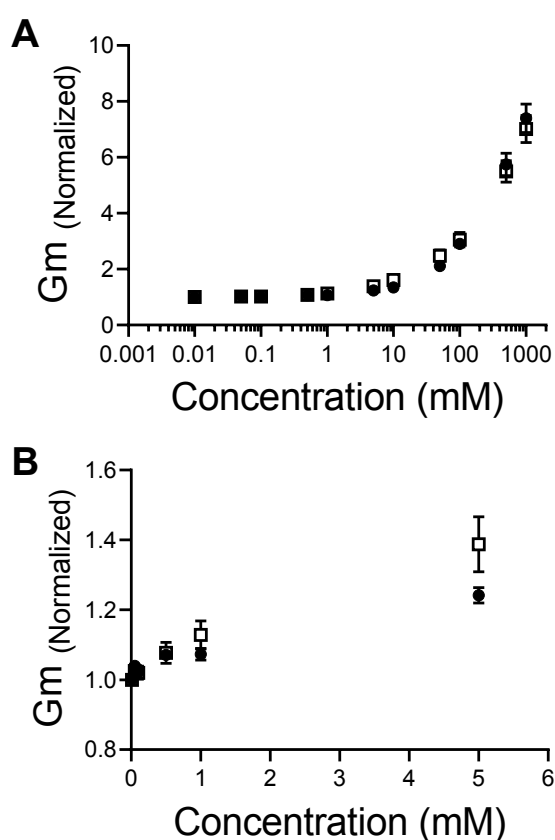 A
10
8
6
4
2
0
Gm (Normalized)
0.001 0.01 0.1 1 10 100 1000
Concentration (mM)
B
1.6
1.4
1.2
1.0
0.8
Gm (Normalized)
0 1 2 3 4 5 6
Concentration (mM)